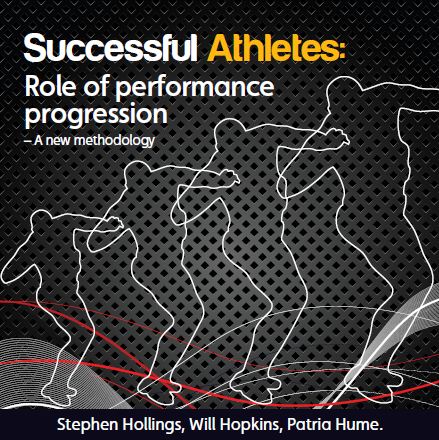 Successful Athletes:
Role of performance
progression
– A new methodology
Stephen Hollings, Will Hopkins, Patria Hume.